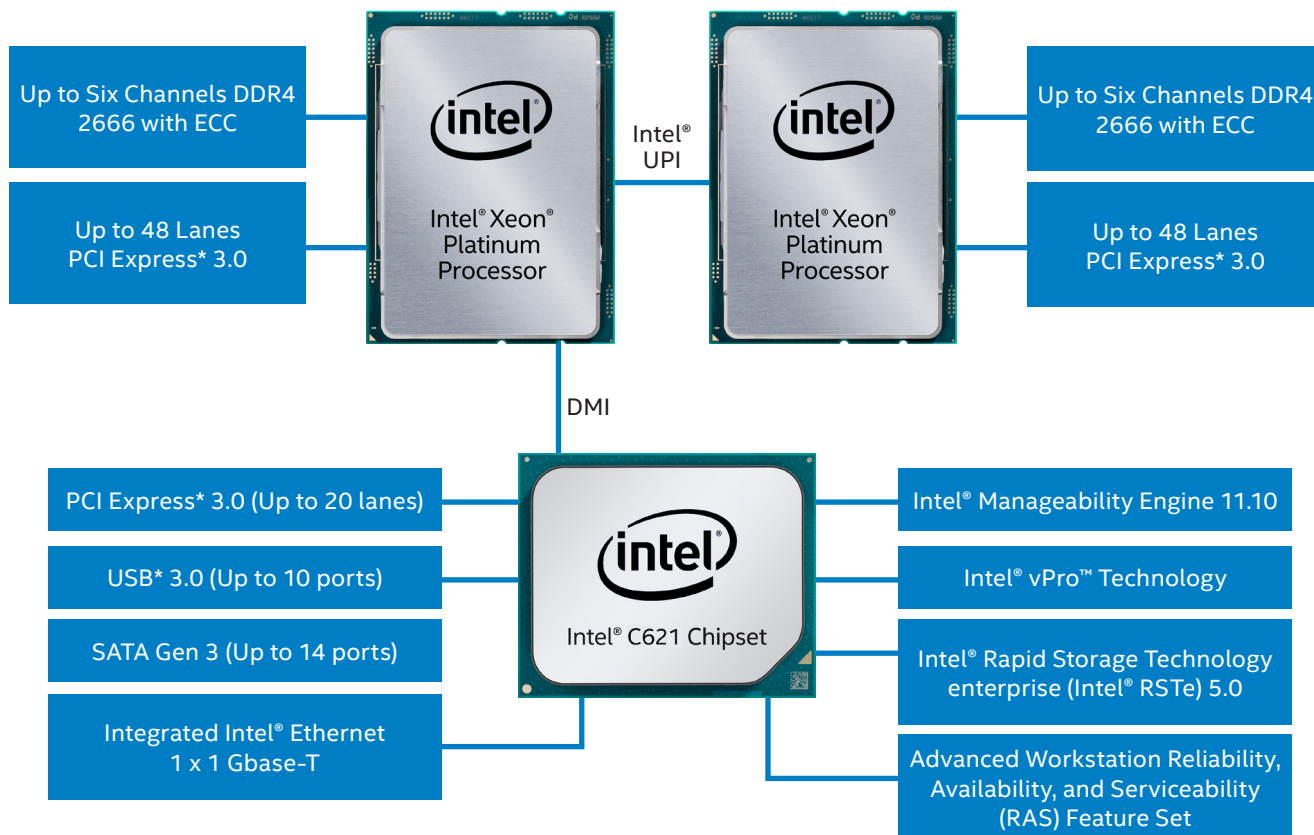 Up to Six Channels DDR4
2666 with ECC
Up to 48 Lanes
PCI Express* 3.0
intel®
Intel® Xeon®
Platinum
Processor
Intel®
UPI
intel®
Intel® Xeon®
Platinum
Processor
Up to Six Channels DDR4
2666 with ECC
Up to 48 Lanes
PCI Express* 3.0
DMI
PCI Express* 3.0 (Up to 20 lanes)
USB* 3.0 (Up to 10 ports)
SATA Gen 3 (Up to 14 ports)
Integrated Intel® Ethernet
1 x 1 Gbase-T
intel®
Intel® C621 Chipset
Intel® Manageability Engine 11.10
Intel® vPro™ Technology
Intel® Rapid Storage Technology
enterprise (Intel® RSTe) 5.0
Advanced Workstation Reliability,
Availability, and Serviceability
(RAS) Feature Set